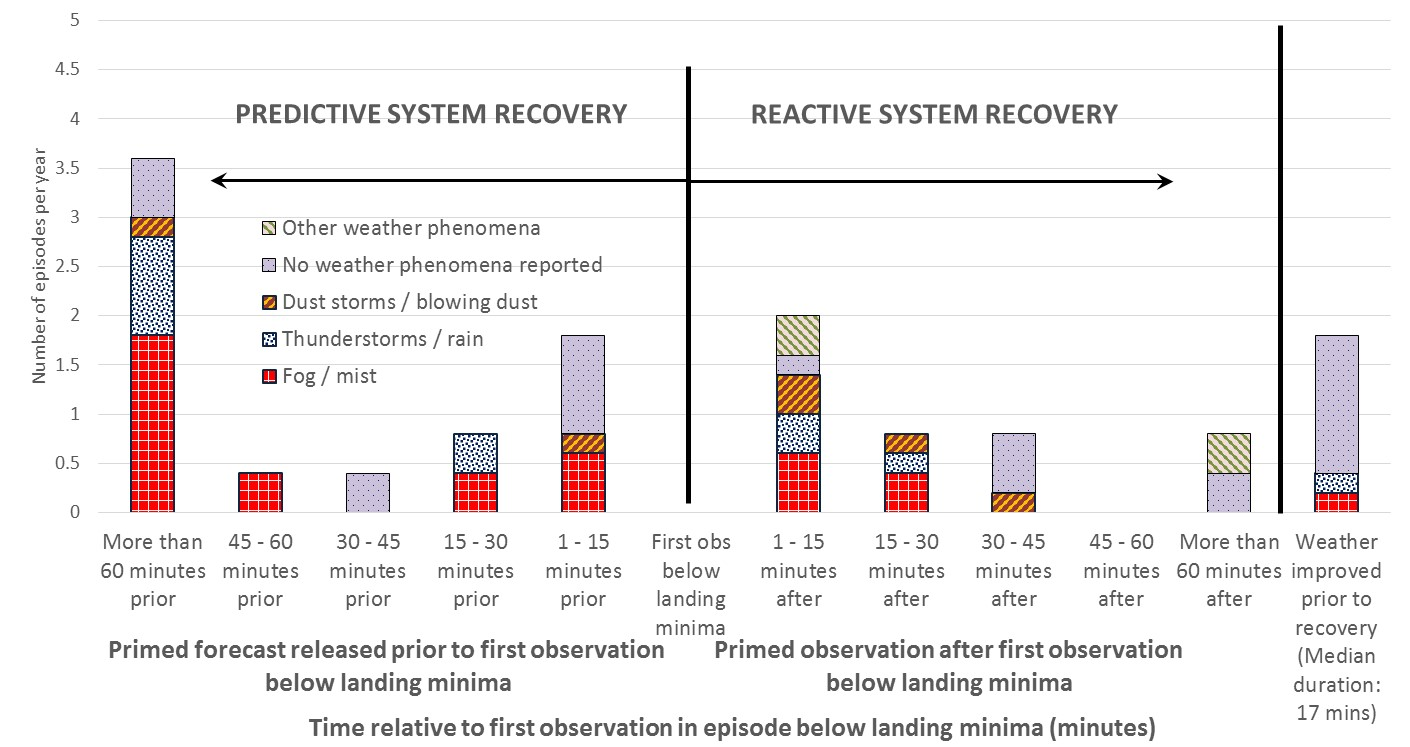 5
4.5
4
3.5
3
2.5
2
1.5
1
0.5
0
Number of episodes per year
PREDICTIVE SYSTEM RECOVERY
REACTIVE SYSTEM RECOVERY
Other weather phenomena
No weather phenomena reported
Dust storms / blowing dust
Thunderstorms / rain
Fog / mist
More than
60 minutes
prior
45 - 60
minutes
prior
30 - 45
minutes
prior
15 - 30
minutes
prior
1 - 15
minutes
prior
First obs
below
landing
minima
1 - 15
minutes
after
15 - 30
minutes
after
30 - 45
minutes
after
45 - 60
minutes
after
More than
60 minutes
after
Weather
improved
prior to
recovery
(Median
duration:
17 mins)
Primed forecast released prior to first observation
below landing minima
Primed observation after first observation
below landing minima
Time relative to first observation in episode below landing minima (minutes)